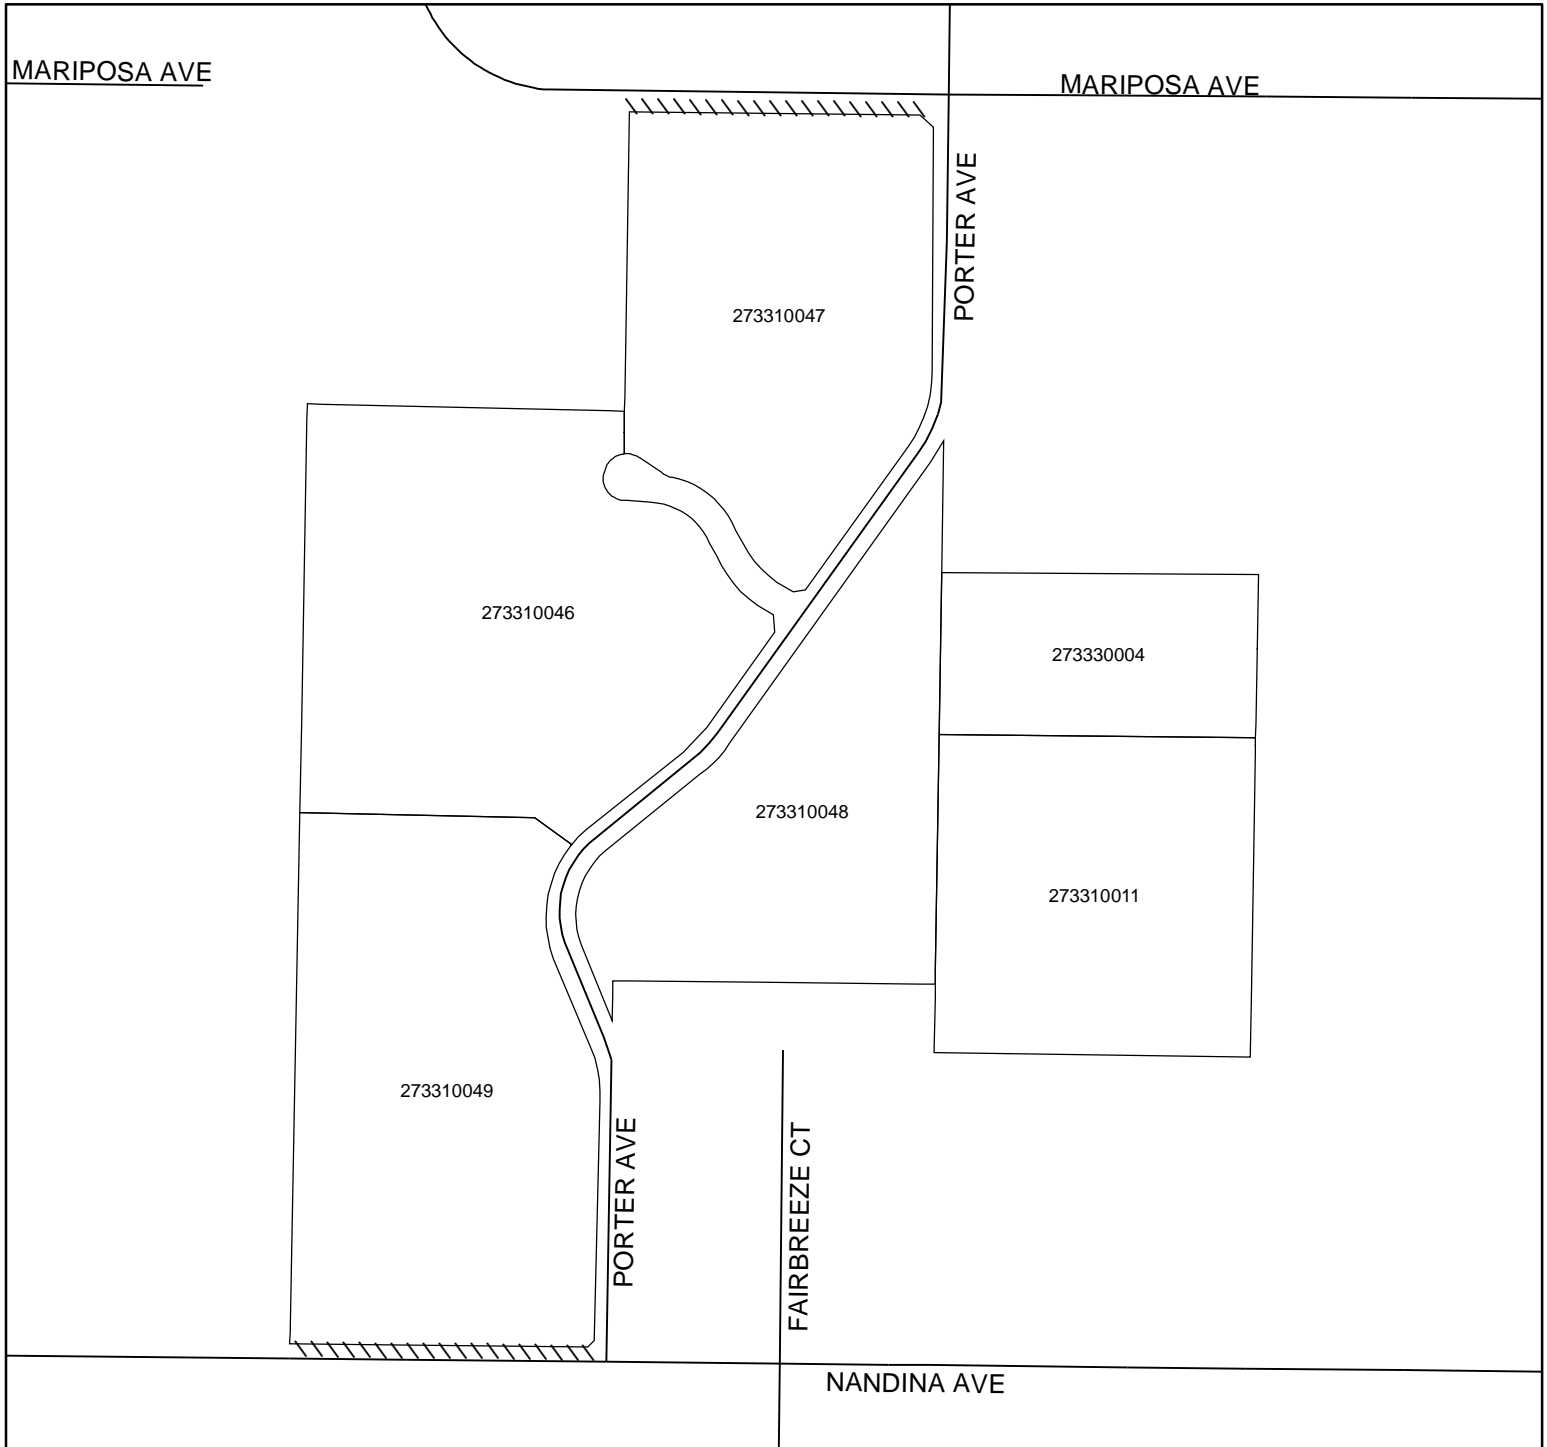 MARIPOSA AVE
MARIPOSA AVE
PORTER AVE
273310047
273310046
273330004
273310048
273310011
273310049
PORTER AVE
FAIRBREEZE CT
NANDINA AVE